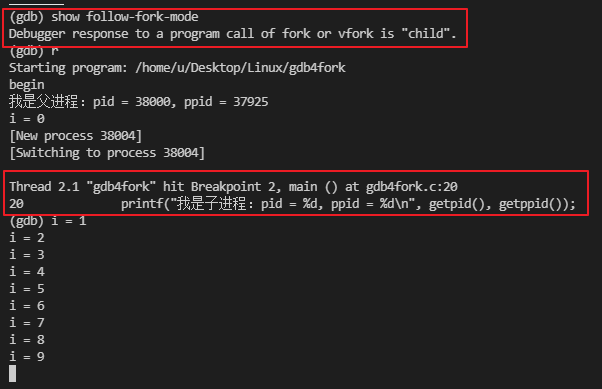 (gdb) show follow-fork-mode
Debugger response to a program call of fork or vfork is "child".
(gdb) r
Starting program: /home/u/Desktop/Linux/gdb4fork
begin
我是父进程: pid = 38000, ppid = 37925
i = 0
[New process 38004]
[Switching to process 38004]
Thread 2.1 "gdb4fork" hit Breakpoint 2, main () at gdb4fork.c:20
20 printf("我是子进程: pid = %d, ppid = %d\n", getpid(), getppid());
(gdb) i = 1
i = 2
i = 3
i = 4
i = 5
i = 6
i = 7
i = 8
i = 9